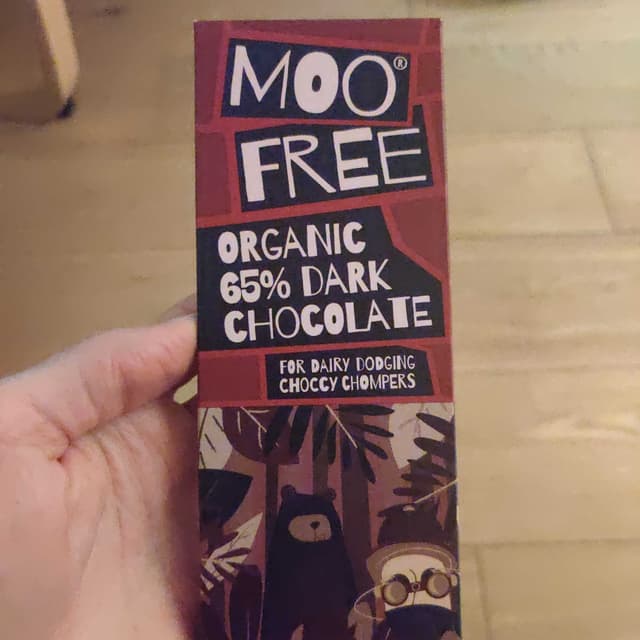 MOO®
FREE
ORGANIC
65% DARK
CHOCOLATE
FOR DAIRY DODGING
CHOCCY CHOMPERS